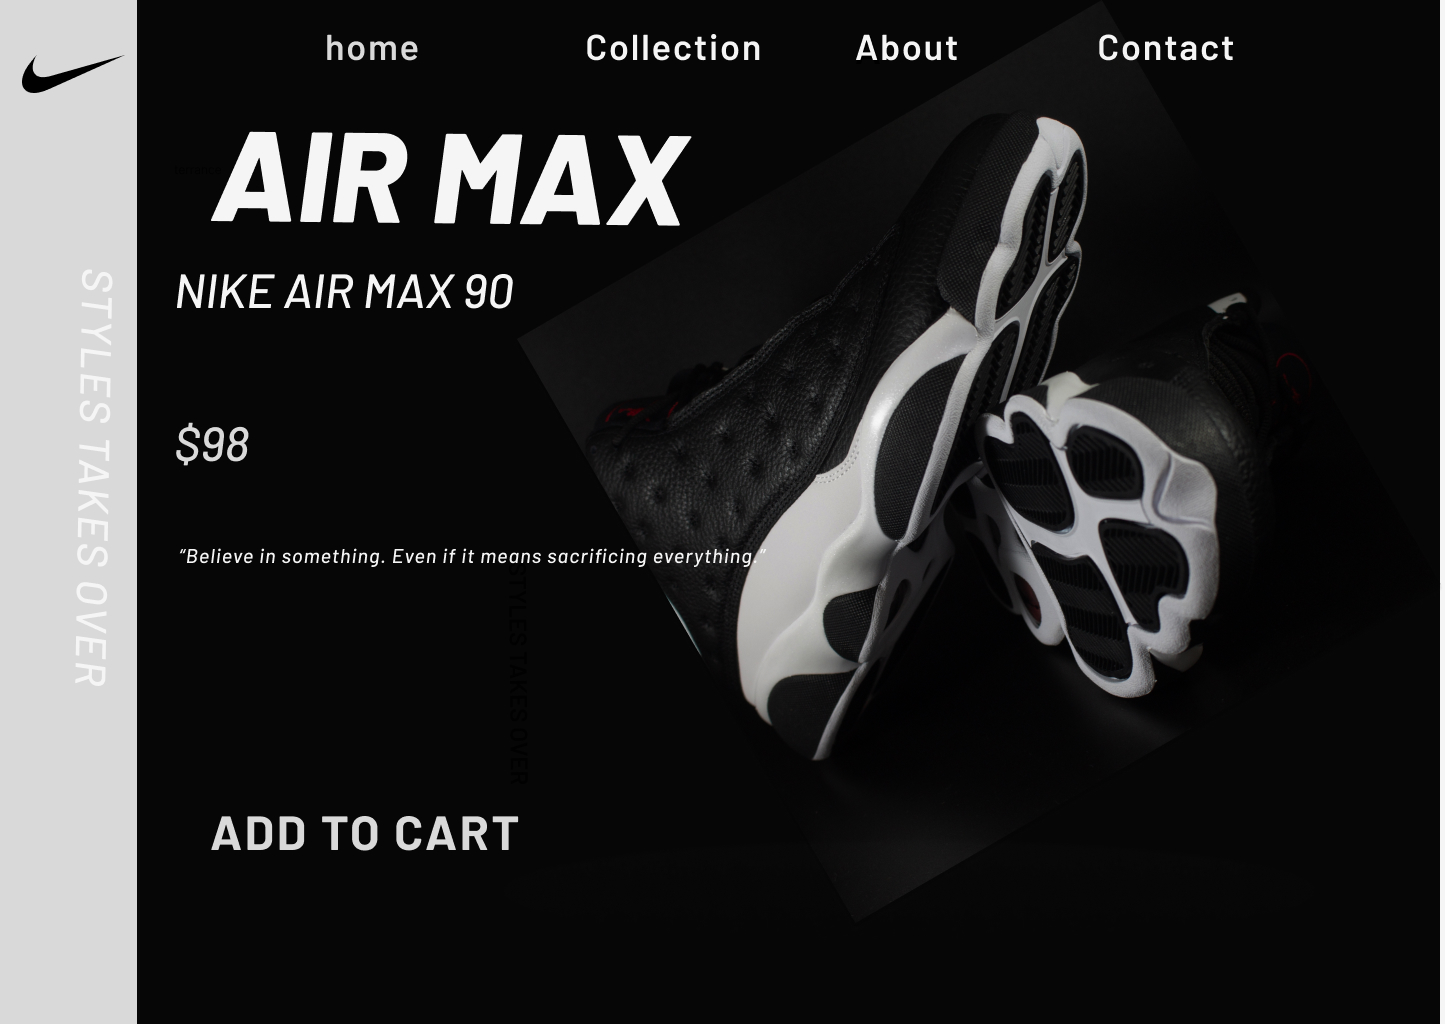 home Collection About Contact
AIR MAX
NIKE AIR MAX 90
$98
“Believe in something. Even if it means sacrificing everything.”
STYLES TAKES OVER
STYLES TAKES OVER
ADD TO CART